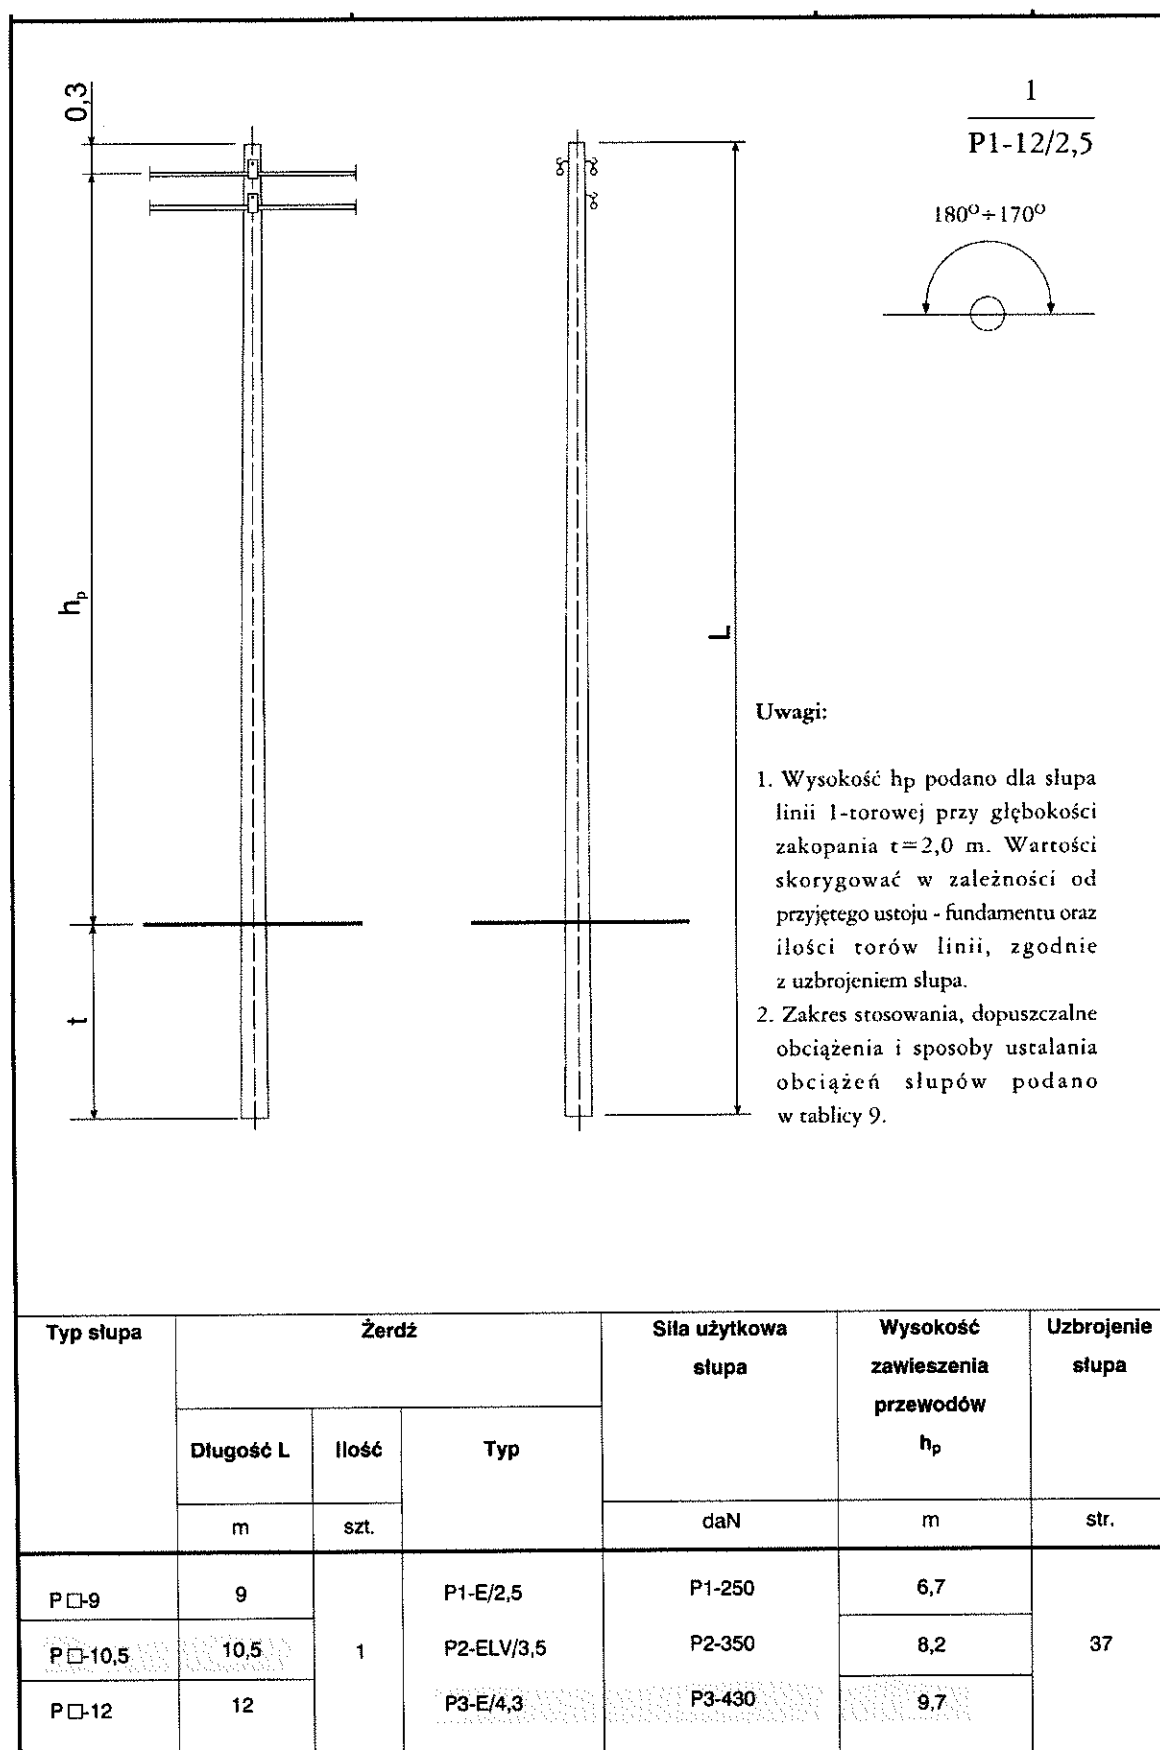 0,3
1
P1-12/2,5
180°÷170°
hp
L
t
Uwagi:
1. Wysokość hp podano dla słupa
linii 1-torowej przy głębokości
zakopania t=2,0 m. Wartości
skorygować w zależności od
przyjętego ustoju - fundamentu oraz
ilości torów linii, zgodnie
z uzbrojeniem słupa.
2. Zakres stosowania, dopuszczalne
obciążenia i sposoby ustalania
obciążeń słupów podano
w tablicy 9.
Typ słupa Żerdź Siła użytkowa Wysokość Uzbrojenie
słupa zawieszenia słupa
przewodów
Długość L Ilość Typ hp
m szt. daN m str.
P□-9 9 P1-E/2,5 P1-250 6,7
P□-10,5 10,5 1 P2-ELV/3,5 P2-350 8,2 37
P□-12 12 P3-E/4,3 P3-430 9,7